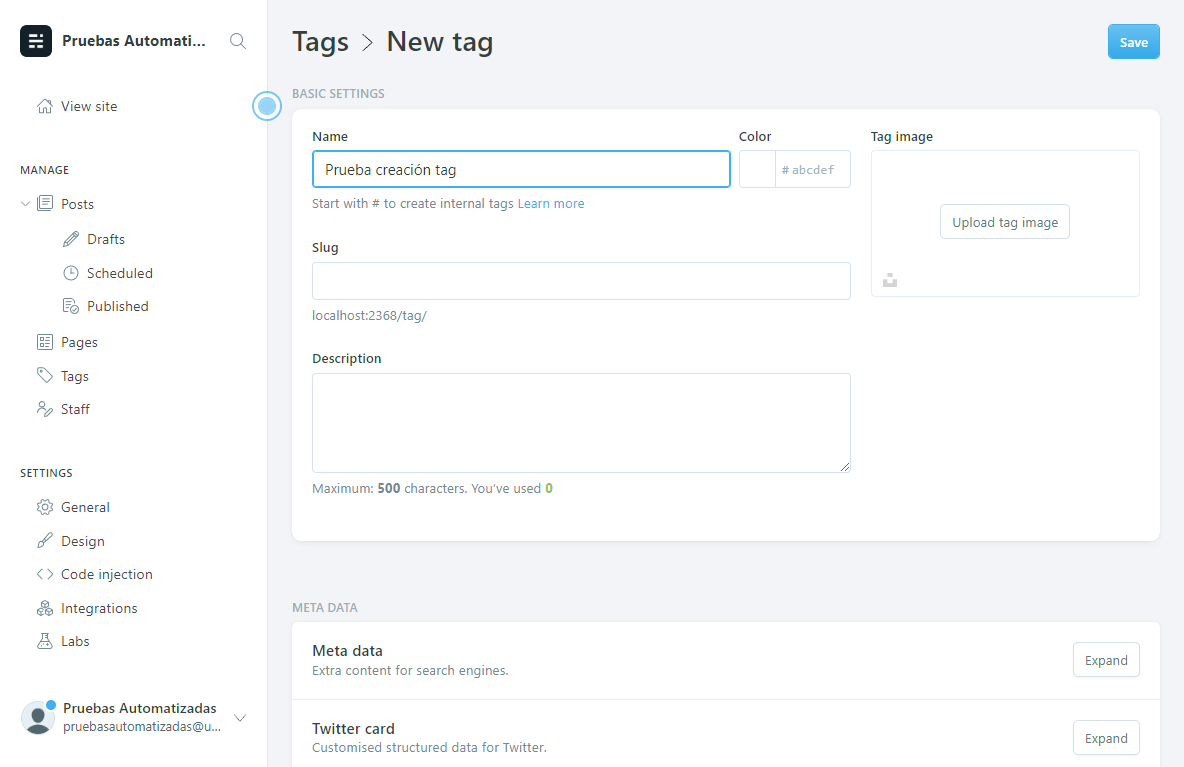 Pruebas Automati...
View site
MANAGE
Posts
Drafts
Scheduled
Published
Pages
Tags
Staff
SETTINGS
General
Design
Code injection
Integrations
Labs
Pruebas Automatizadas
pruebasautomatizadas@u...
Tags > New tag
Save
BASIC SETTINGS
Name
Prueba creación tag
Start with # to create internal tags Learn more
Color
# abcdef
Slug
localhost:2368/tag/
Description
Maximum: 500 characters. You’ve used 0
Tag image
Upload tag image
META DATA
Meta data
Extra content for search engines.
Expand
Twitter card
Customised structured data for Twitter.
Expand